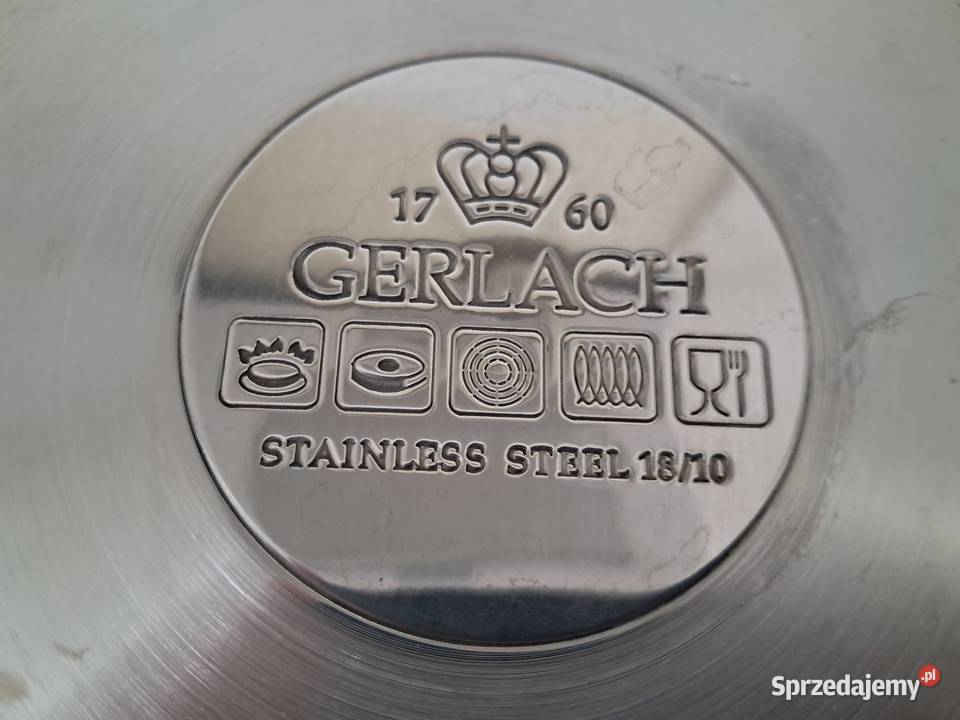 17 60
GERLACH
STAINLESS STEEL 18/10
Sprzedajemy.pl